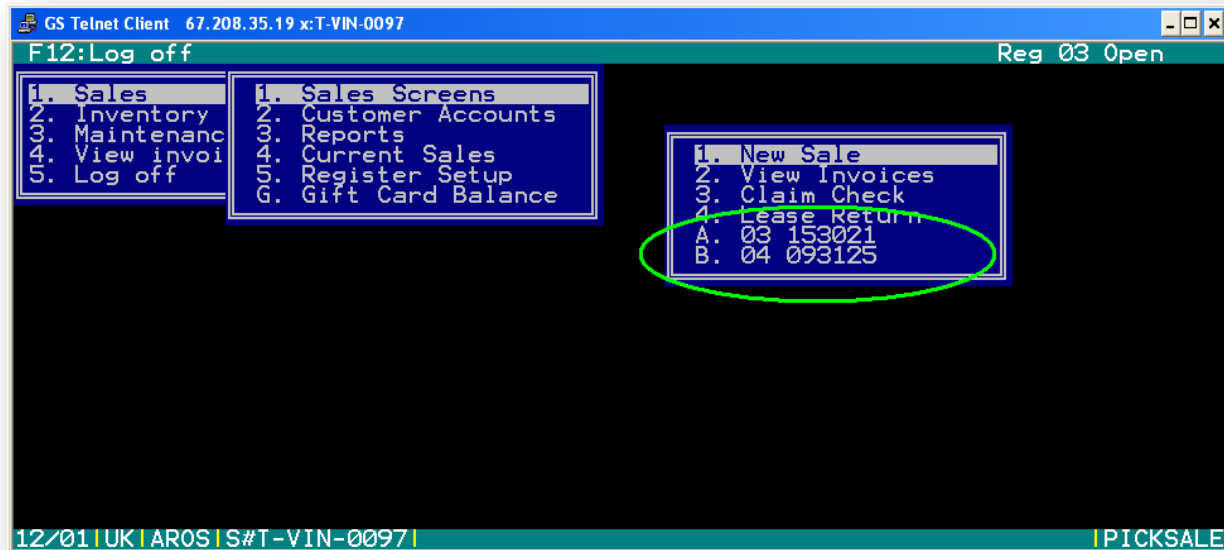 GS Telnet Client 67.208.35.19 x:T-VIN-0097
F12:Log off Reg 03 Open
1. Sales
2. Inventory
3. Maintenanc
4. View invoi
5. Log off
1. Sales Screens
2. Customer Accounts
3. Reports
4. Current Sales
5. Register Setup
G. Gift Card Balance
1. New Sale
2. View Invoices
3. Claim Check
4. Lease Return
A. 03 153021
B. 04 093125
12/01|UK|AROS|S#T-VIN-0097| |PICKSALE